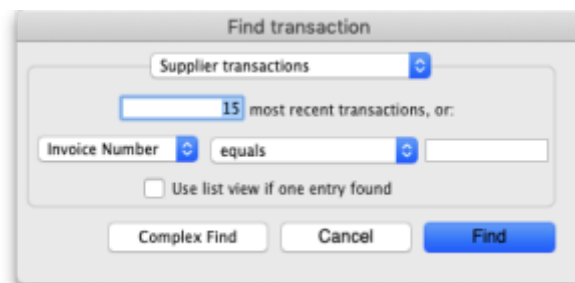 Find transaction
Supplier transactions
15 most recent transactions, or:
Invoice Number equals
Use list view if one entry found
Complex Find Cancel Find